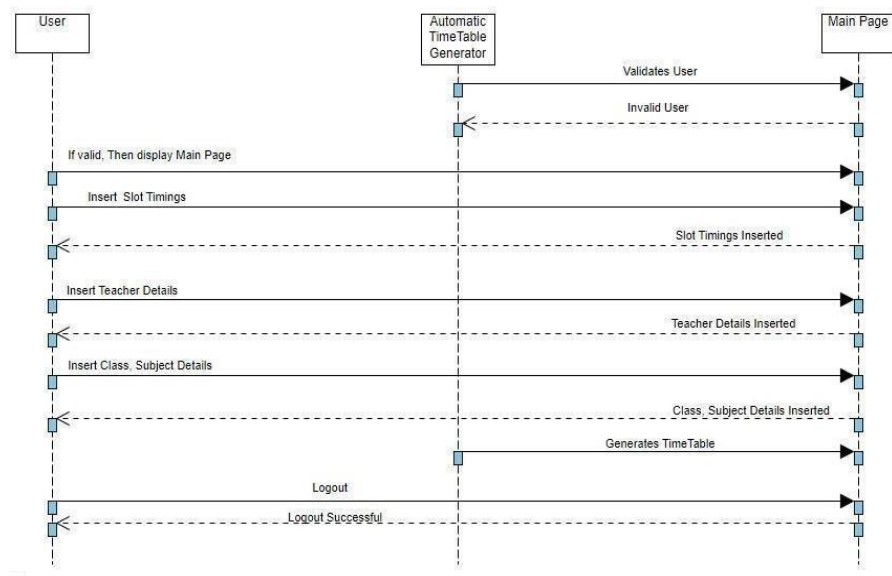 User
Automatic
TimeTable
Generator
Main Page
Validates User
Invalid User
If valid, Then display Main Page
Insert Slot Timings
Slot Timings Inserted
Insert Teacher Details
Teacher Details Inserted
Insert Class, Subject Details
Class, Subject Details Inserted
Generates TimeTable
Logout
Logout Successful